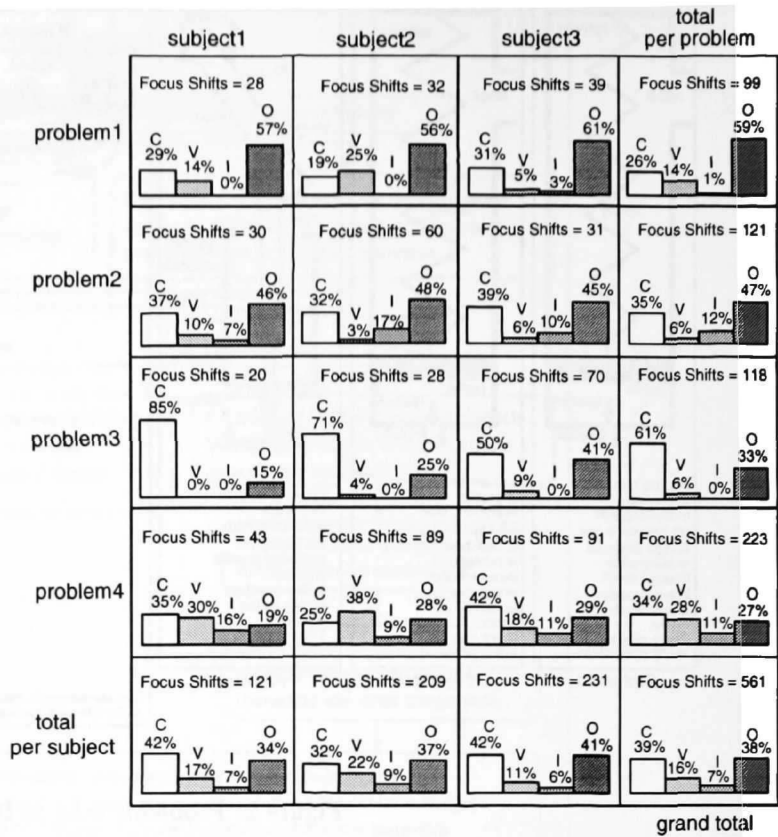 total
subject1 subject2 subject3 per problem
Focus Shifts = 28 Focus Shifts = 32 Focus Shifts = 39 Focus Shifts = 99
problem1
C 29% V 14% I 0% O 57%
C 19% V 25% I 0% O 56%
C 31% V 5% I 3% O 61%
C 26% V 14% I 1% O 59%
Focus Shifts = 30 Focus Shifts = 60 Focus Shifts = 31 Focus Shifts = 121
problem2
C 37% V 10% I 7% O 46%
C 32% V 3% I 17% O 48%
C 39% V 6% I 10% O 45%
C 35% V 6% I 12% O 47%
Focus Shifts = 20 Focus Shifts = 28 Focus Shifts = 70 Focus Shifts = 118
problem3
C 85% V 0% I 0% O 15%
C 71% V 4% I 0% O 25%
C 50% V 9% I 0% O 41%
C 61% V 6% I 0% O 33%
Focus Shifts = 43 Focus Shifts = 89 Focus Shifts = 91 Focus Shifts = 223
problem4
C 35% V 30% I 16% O 19%
C 25% V 38% I 9% O 28%
C 42% V 18% I 11% O 29%
C 34% V 28% I 11% O 27%
Focus Shifts = 121 Focus Shifts = 209 Focus Shifts = 231 Focus Shifts = 561
total
per subject
C 42% V 17% I 7% O 34%
C 32% V 22% I 9% O 37%
C 42% V 11% I 6% O 41%
C 39% V 16% I 7% O 38%
grand total